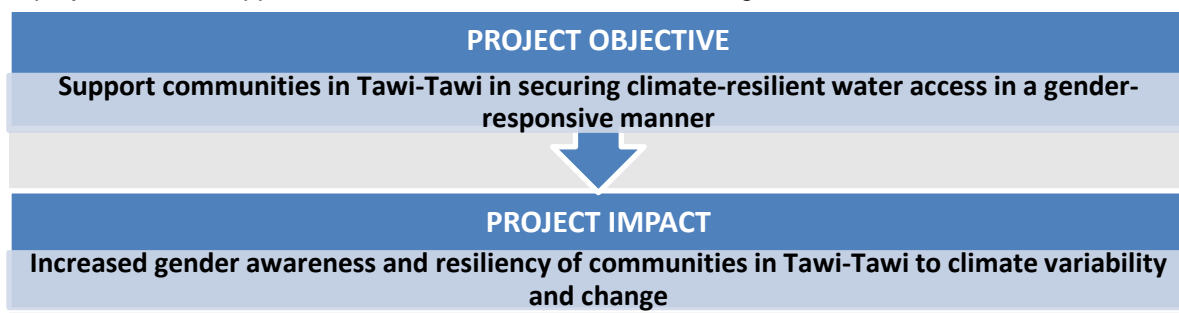 PROJECT OBJECTIVE
Support communities in Tawi-Tawi in securing climate-resilient water access in a gender-
responsive manner
PROJECT IMPACT
Increased gender awareness and resiliency of communities in Tawi-Tawi to climate variability
and change